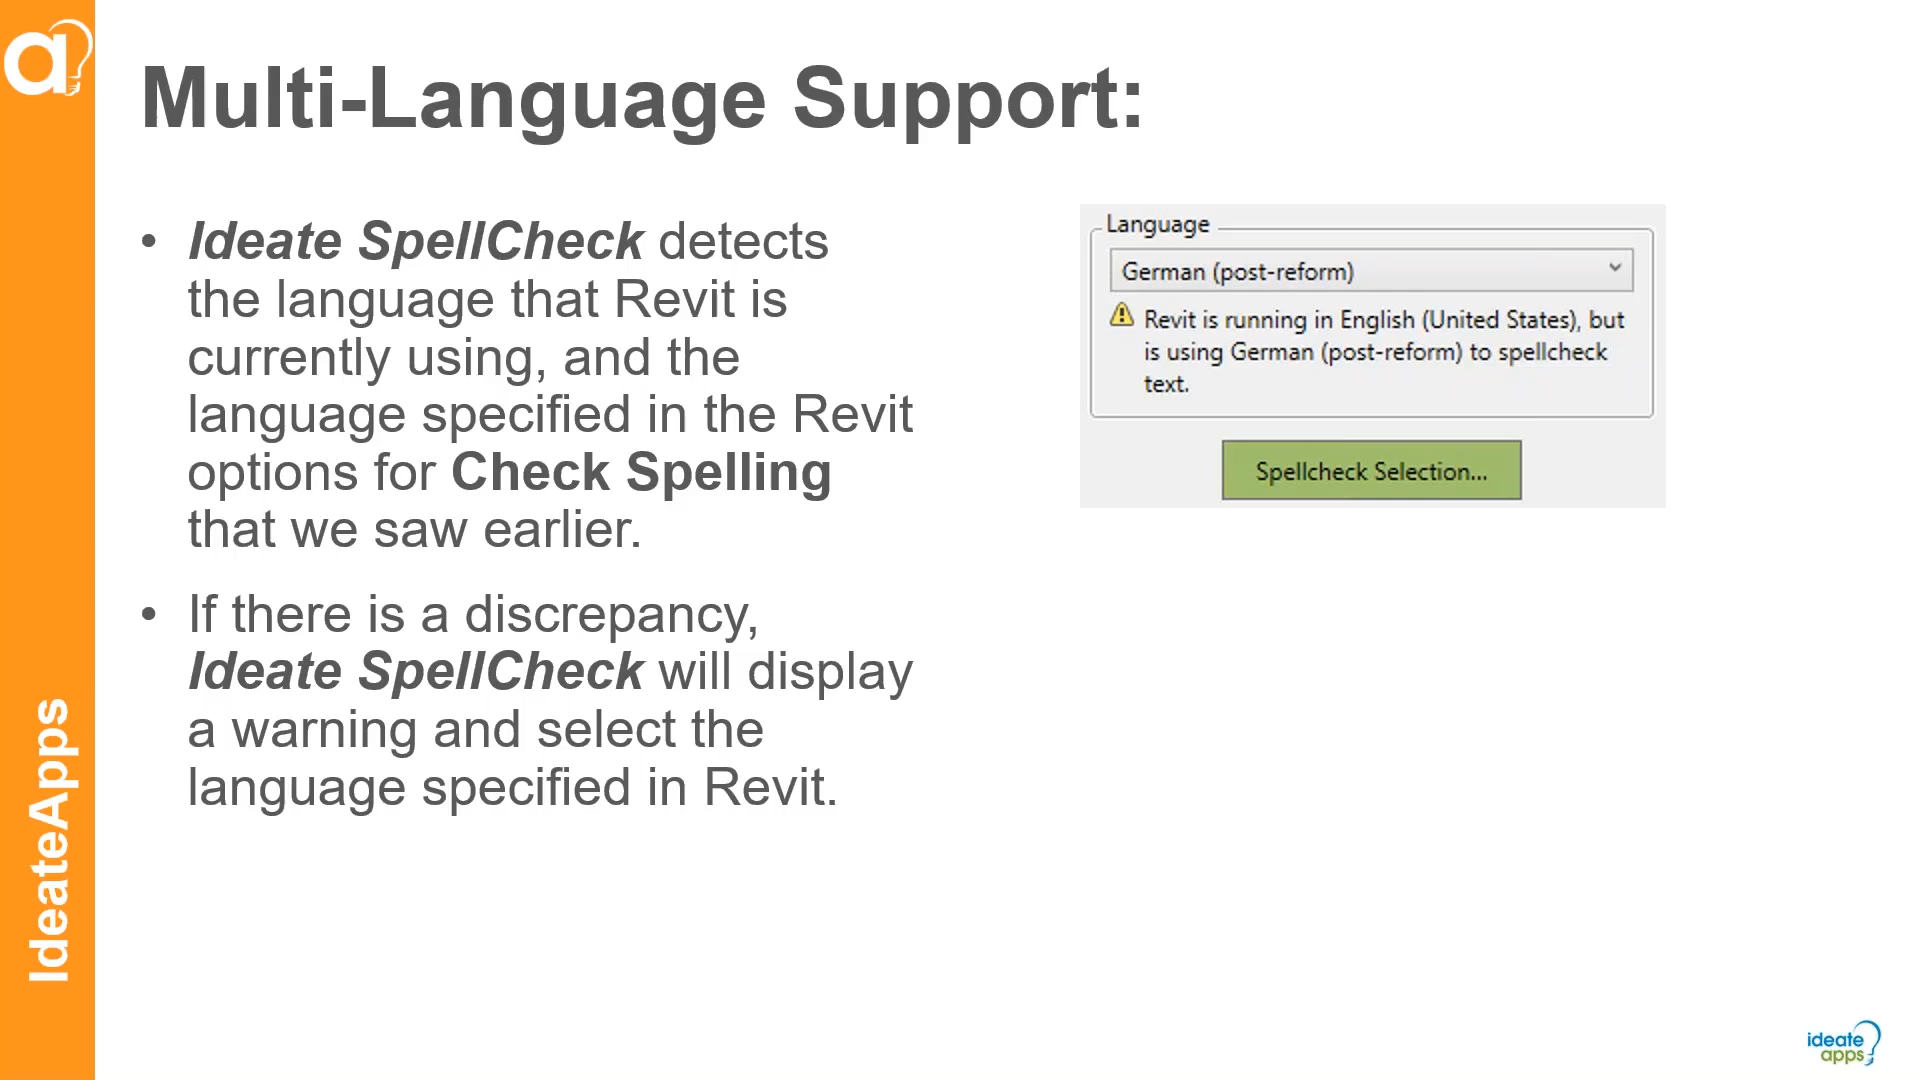 Multi-Language Support:
• Ideate SpellCheck detects
the language that Revit is
currently using, and the
language specified in the Revit
options for Check Spelling
that we saw earlier.
• If there is a discrepancy,
Ideate SpellCheck will display
a warning and select the
language specified in Revit.
Language
German (post-reform)
Revit is running in English (United States), but
is using German (post-reform) to spellcheck
text.
Spellcheck Selection...
IdeateApps
ideate
apps